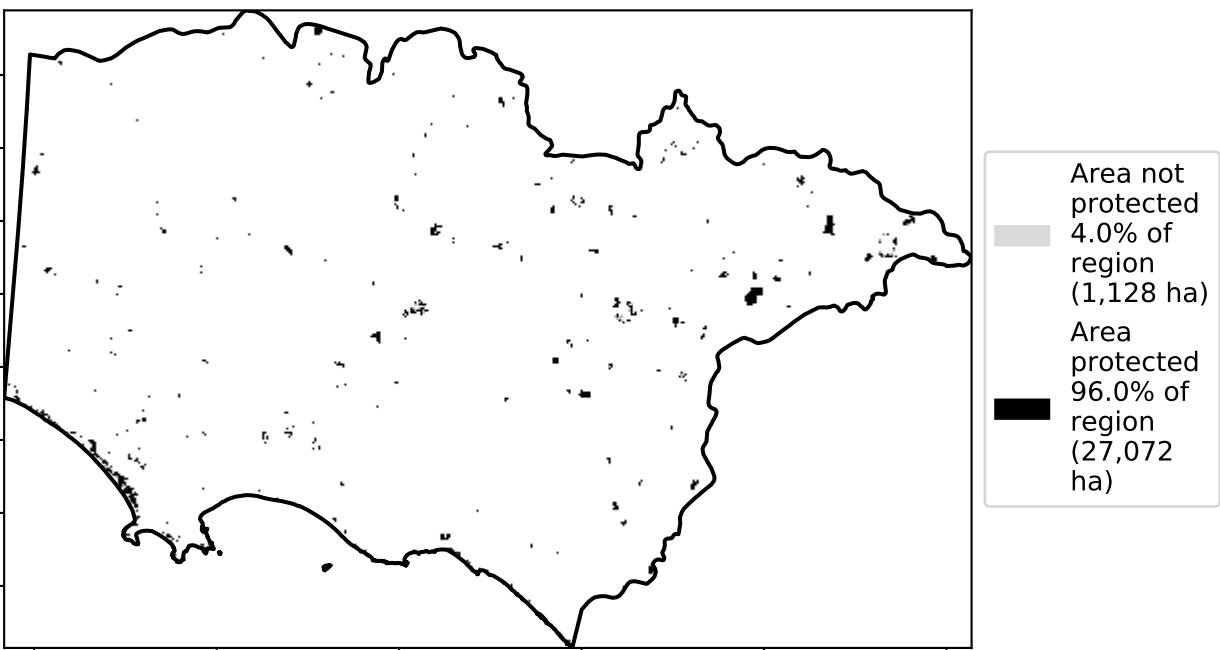 Area not
protected
4.0% of
region
(1,128 ha)
Area
protected
96.0% of
region
(27,072
ha)